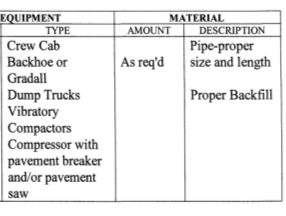 EQUIPMENT MATERIAL
TYPE AMOUNT DESCRIPTION
Crew Cab Pipe-proper
Backhoe or As req'd size and length
Gradall
Dump Trucks Proper Backfill
Vibratory
Compactors
Compressor with
pavement breaker
and/or pavement
saw